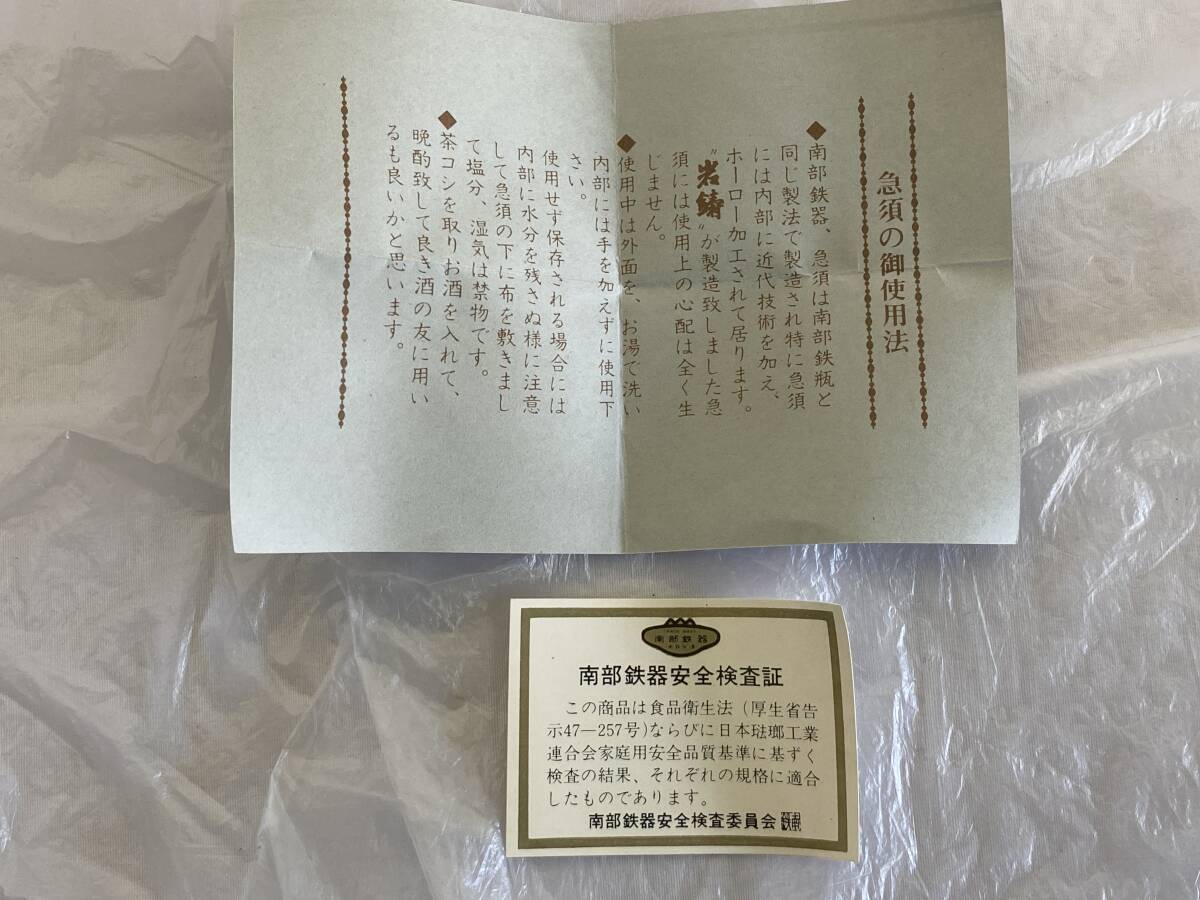 急須の御使用法
◆南部鉄器、急須は南部鉄瓶と
同じ製法で製造され特に急須
には内部に近代技術を加え、
ホーロー加工されて居ります。
〝岩鋳〟が製造致しました急
須には使用上の心配は全く生
じません。
◆使用中は外面を、お湯で洗い
内部には手を加えずに使用下
さい。
使用せず保存される場合には
内部に水分を残さぬ様に注意
して急須の下に布を敷きまし
て塩分、湿気は禁物です。
◆茶コシを取りお酒を入れて、
晩酌致して良き酒の友に用い
るも良いかと思います。
南部鉄器
南部鉄器安全検査証
この商品は食品衛生法(厚生省告
示47—257号)ならびに日本琺瑯工業
連合会家庭用安全品質基準に基ずく
検査の結果、それぞれの規格に適合
したものであります。
南部鉄器安全検査委員会